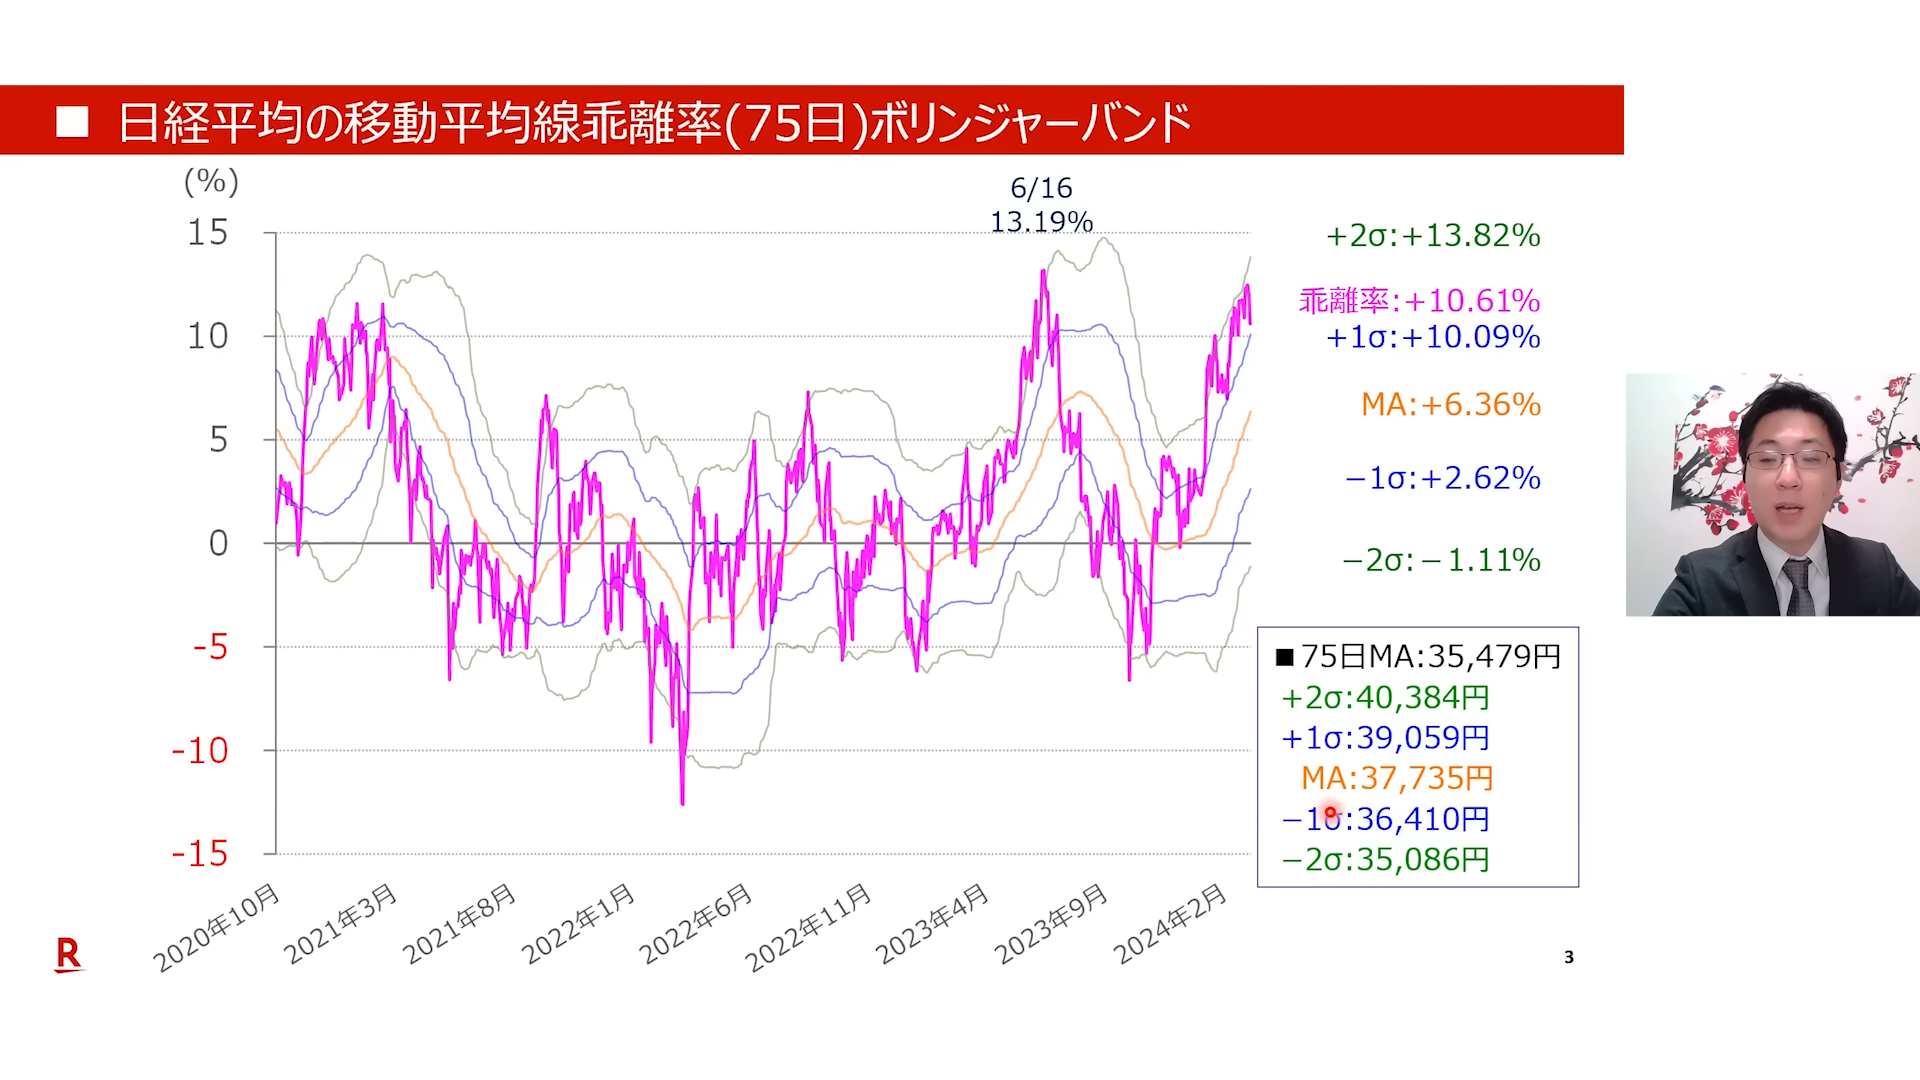 ■ 日経平均の移動平均線乖離率(75日)ボリンジャーバンド
(%)
6/16
13.19%
15
10
5
0
-5
-10
-15
+2σ:+13.82%
乖離率:+10.61%
+1σ:+10.09%
MA:+6.36%
−1σ:+2.62%
−2σ:−1.11%
■75日MA:35,479円
+2σ:40,384円
+1σ:39,059円
MA:37,735円
−1σ:36,410円
−2σ:35,086円
2020年10月
2021年3月
2021年8月
2022年1月
2022年6月
2022年11月
2023年4月
2023年9月
2024年2月
R
3